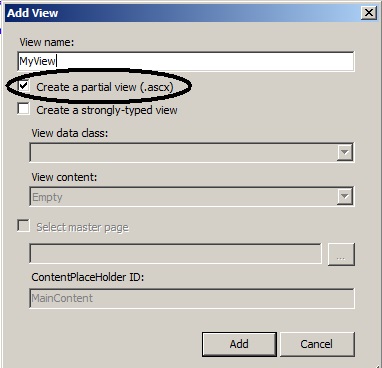 Add View
View name:
MyView
Create a partial view (.ascx)
Create a strongly-typed view
View data class:
View content:
Empty
Select master page
...
ContentPlaceHolder ID:
MainContent
Add Cancel